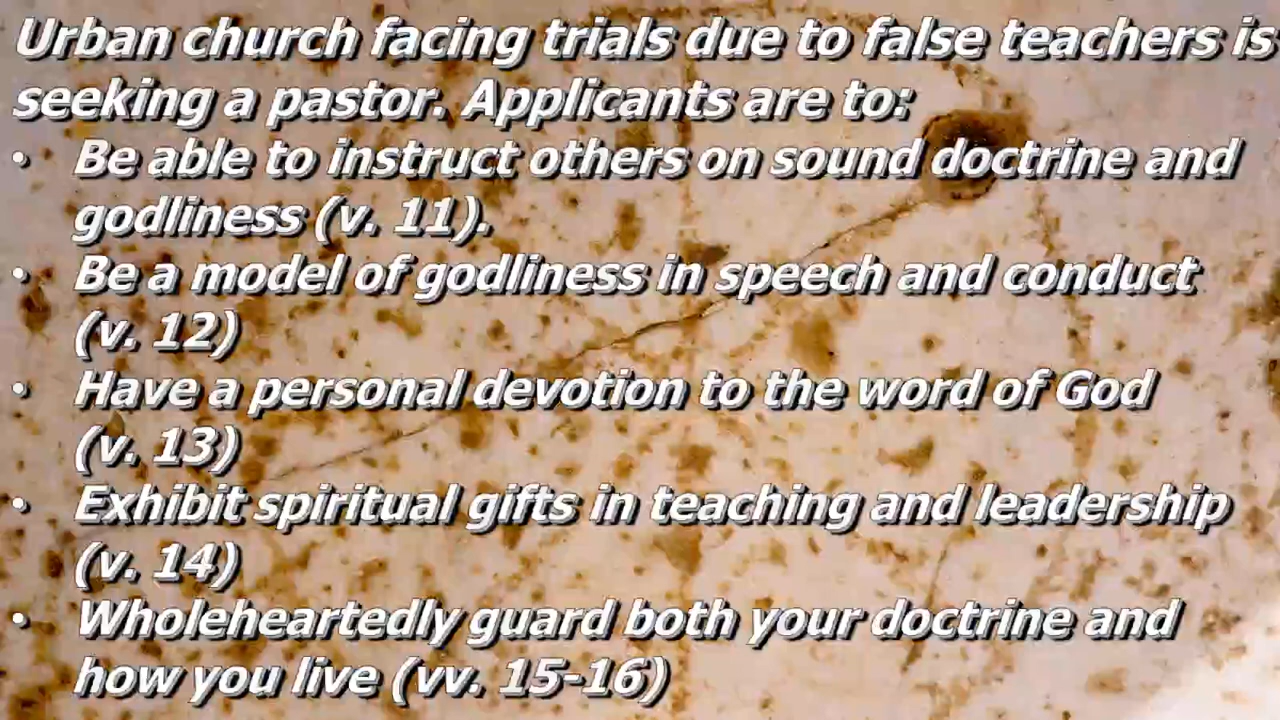 Urban church facing trials due to false teachers is
seeking a pastor. Applicants are to:
• Be able to instruct others on sound doctrine and
godliness (v. 11).
• Be a model of godliness in speech and conduct
(v. 12)
• Have a personal devotion to the word of God
(v. 13)
• Exhibit spiritual gifts in teaching and leadership
(v. 14)
• Wholeheartedly guard both your doctrine and
how you live (vv. 15-16)